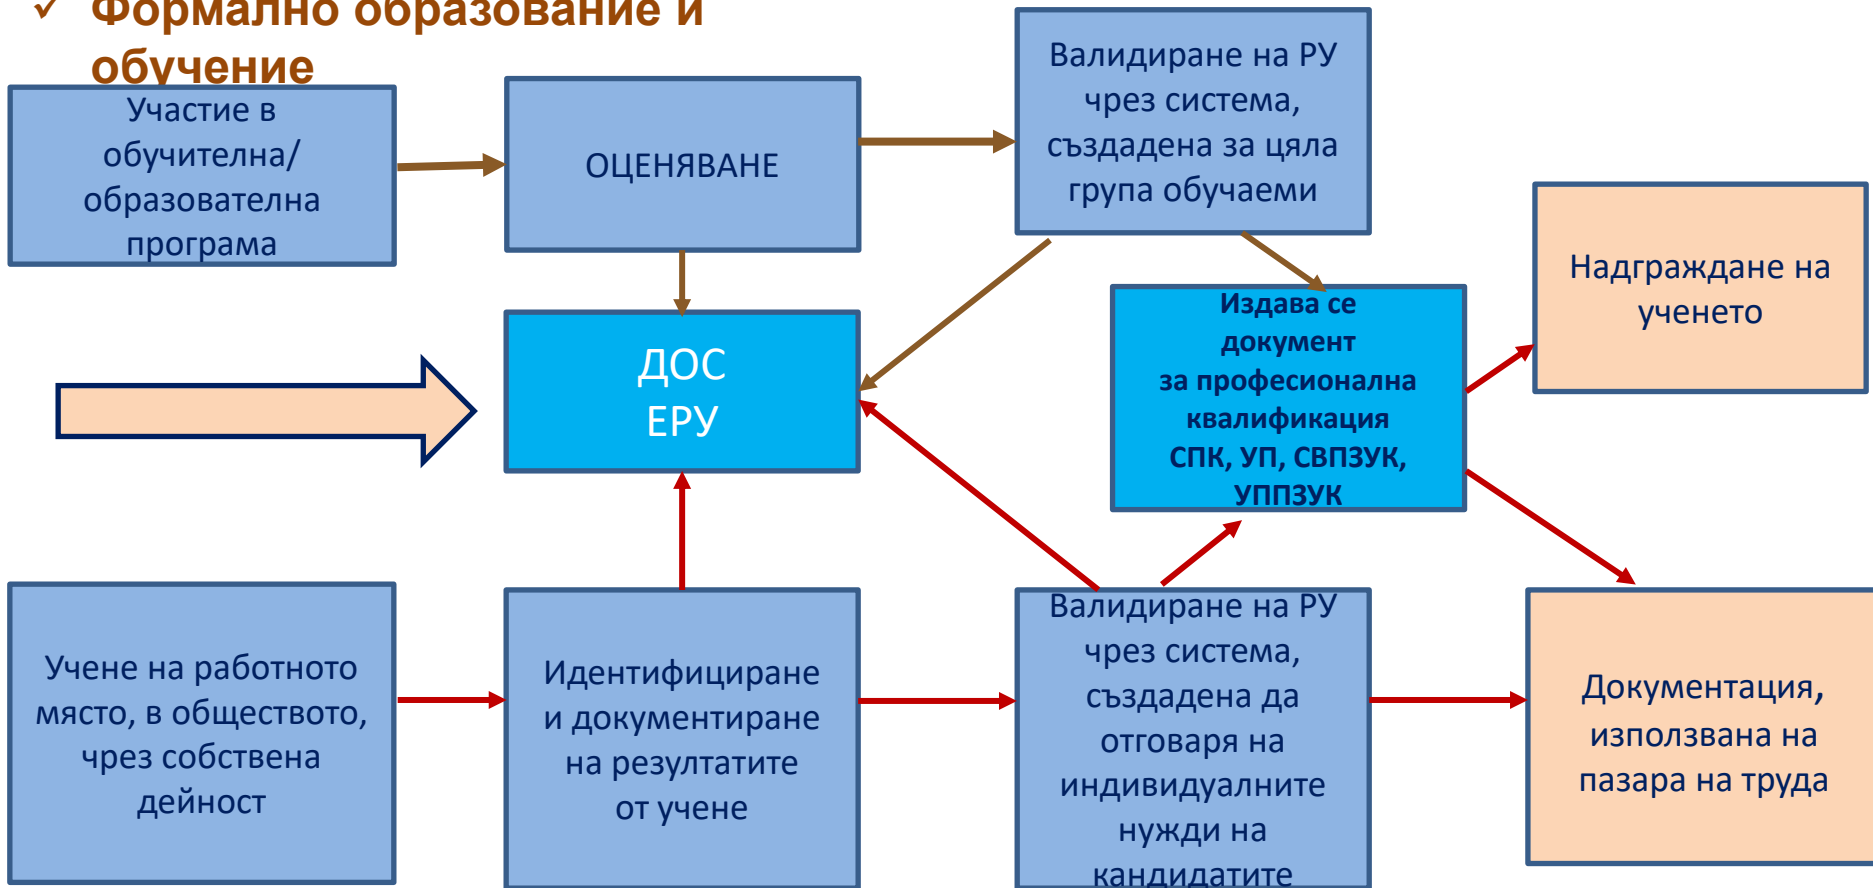 ✓ Формално образование и
обучение
Участие в
обучителна/
образователна
програма
ОЦЕНЯВАНЕ
Валидиране на РУ
чрез система,
създадена за цяла
група обучаеми
Надграждане на
ученето
ДОС
ЕРУ
Издава се
документ
за професионална
квалификация
СПК, УП, СВПЗУК,
УППЗУК
Учене на работното
място, в обществото,
чрез собствена
дейност
Идентифициране
и документиране
на резултатите
от учене
Валидиране на РУ
чрез система,
създадена да
отговаря на
индивидуалните
нужди на
кандидатите
Документация,
използвана на
пазара на труда